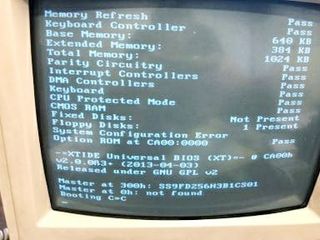 Memory Refresh Pass
Keyboard Controller Pass
Base Memory: 640 KB
Extended Memory: 384 KB
Total Memory: 1024 KB
Parity Circuitry Pass
Interrupt Controllers Pass
DMA Controllers Pass
Keyboard Pass
CPU Protected Mode Pass
CMOS RAM Pass
Fixed Disks: Not Present
Floppy Disks: 1 Present
System Configuration Error
Option ROM at CA00:0000 Pass
-=XTIDE Universal BIOS (XT)=- @ CA00h
v2.0.0β3+ (2013-04-03)
Released under GNU GPL v2
Master at 300h:
Master at 0h: not found
Booting C»C